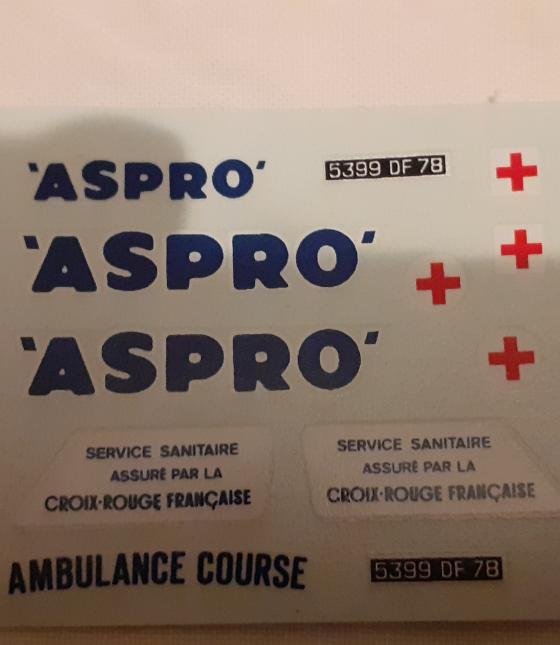 'ASPRO'
5399 DF 78
'ASPRO'
'ASPRO'
SERVICE SANITAIRE
ASSURÉ PAR LA
CROIX-ROUGE FRANÇAISE
SERVICE SANITAIRE
ASSURÉ PAR LA
CROIX-ROUGE FRANÇAISE
AMBULANCE COURSE
5399 DF 78